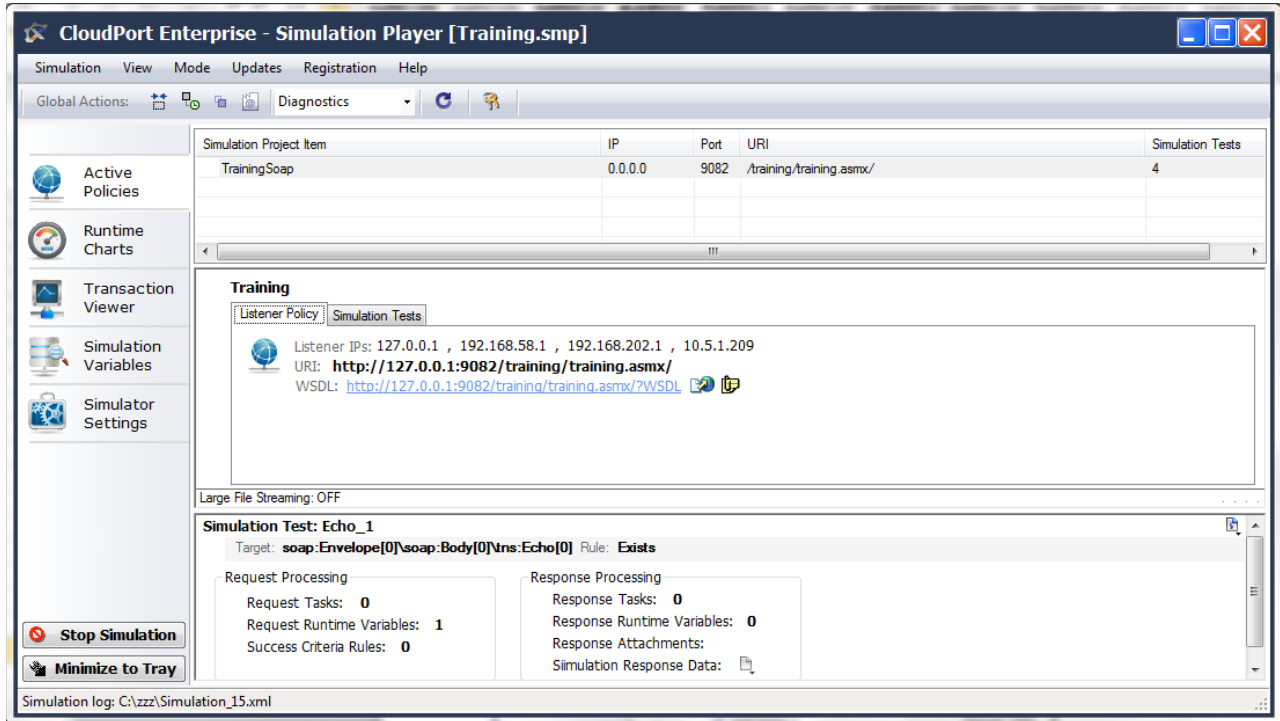 CloudPort Enterprise - Simulation Player [Training.smp]
Simulation View Mode Updates Registration Help
Global Actions: Diagnostics
Active
Policies
Runtime
Charts
Transaction
Viewer
Simulation
Variables
Simulator
Settings
Stop Simulation
Minimize to Tray
Simulation Project Item IP Port URI Simulation Tests
TrainingSoap 0.0.0.0 9082 /training/training.asmx/ 4
Training
Listener Policy Simulation Tests
Listener IPs: 127.0.0.1 , 192.168.58.1 , 192.168.202.1 , 10.5.1.209
URI: http://127.0.0.1:9082/training/training.asmx/
WSDL: http://127.0.0.1:9082/training/training.asmx/?WSDL
Large File Streaming: OFF
Simulation Test: Echo_1
Target: soap:Envelope[0]\soap:Body[0]\tns:Echo[0] Rule: Exists
Request Processing
Request Tasks: 0
Request Runtime Variables: 1
Success Criteria Rules: 0
Response Processing
Response Tasks: 0
Response Runtime Variables: 0
Response Attachments:
Siimulation Response Data:
Simulation log: C:\zzz\Simulation_15.xml